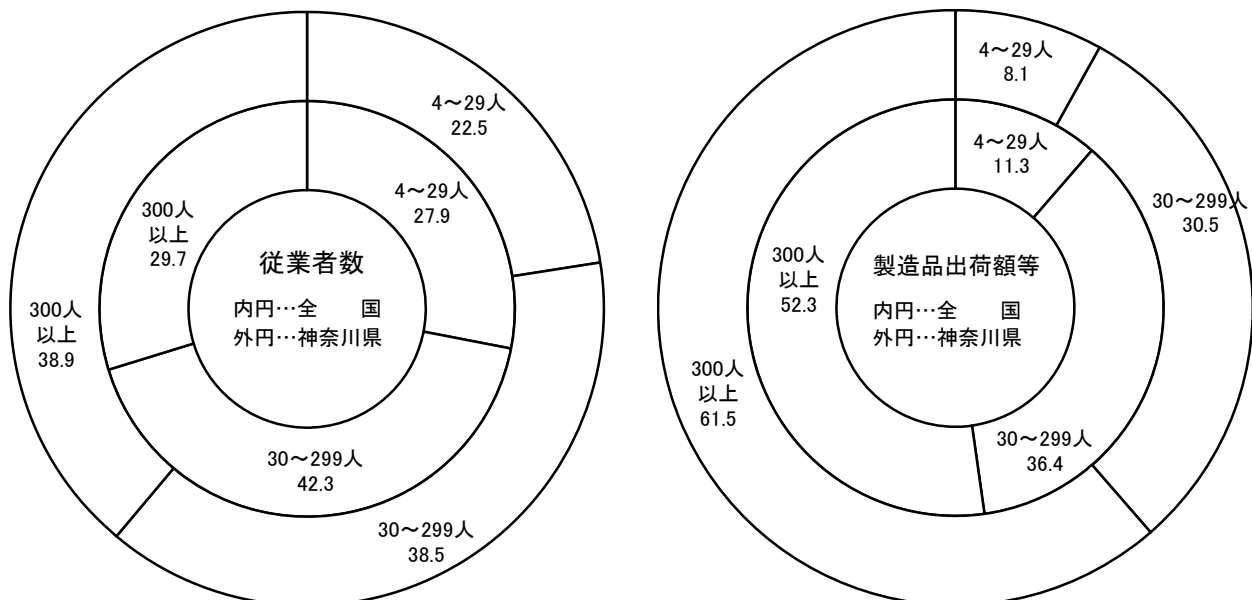 4～29人
22.5
4～29人
27.9
300人
以上
29.7
従業者数
内円…全　　国
外円…神奈川県
300人
以上
38.9
30～299人
42.3
30～299人
38.5
4～29人
8.1
4～29人
11.3
30～299人
30.5
300人
以上
52.3
製造品出荷額等
内円…全　　国
外円…神奈川県
300人
以上
61.5
30～299人
36.4